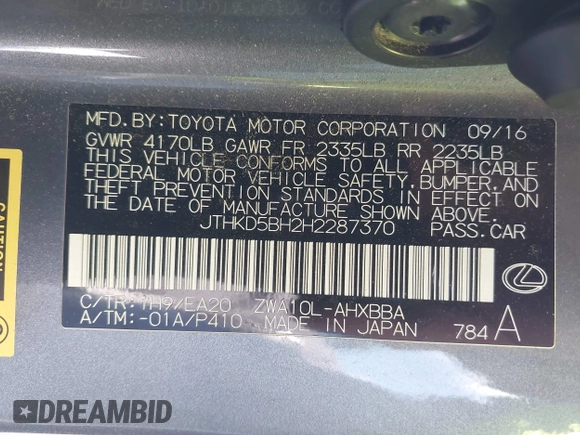 MFD. BY: TOYOTA MOTOR CORPORATION 09/16
GVWR 4170LB GAWR FR 2335LB RR 2235LB
THIS VEHICLE CONFORMS TO ALL APPLICABLE
FEDERAL MOTOR VEHICLE SAFETY, BUMPER, AND
THEFT PREVENTION STANDARDS IN EFFECT ON
THE DATE OF MANUFACTURE SHOWN ABOVE.
JTHKD5BH2H2287370 PASS.CAR
C/TR: 1H9/EA20 ZWA10L-AHXBBA
A/TM: -01A/P410 MADE IN JAPAN 784 A
CAUTION
DREAMBID